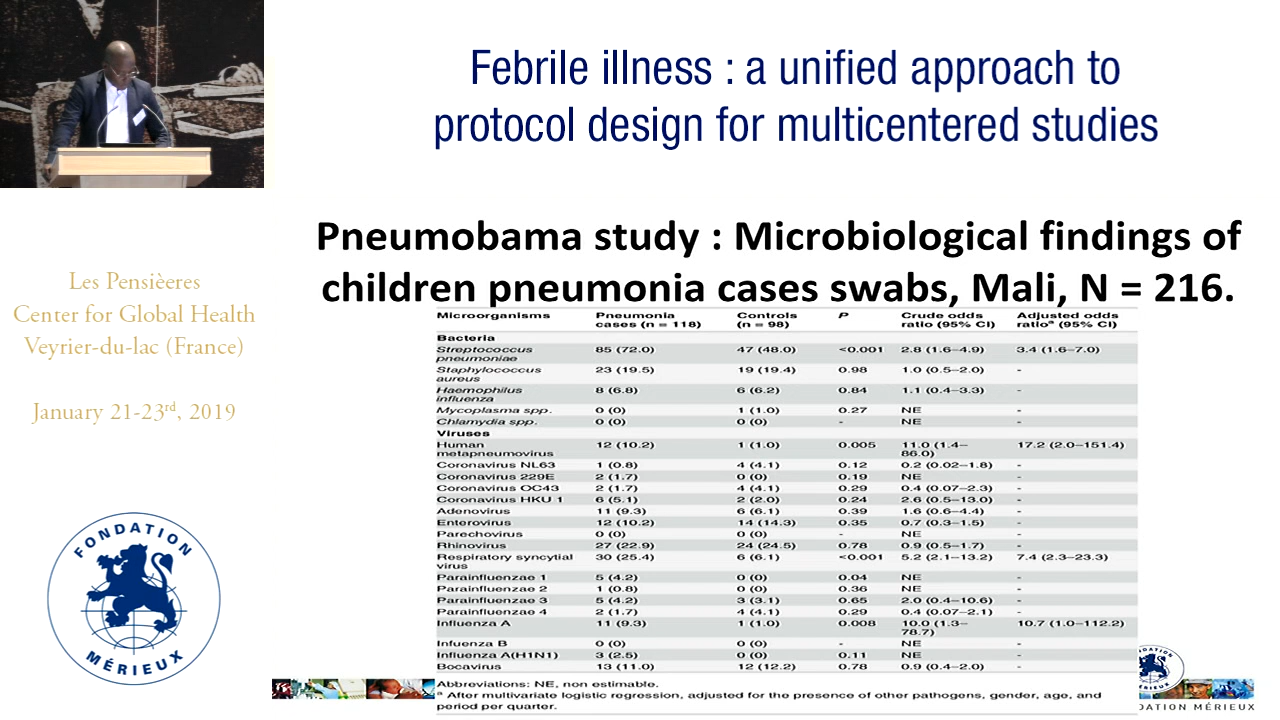 Febrile illness : a unified approach to
protocol design for multicentered studies
Les Pensièeres
Center for Global Health
Veyrier-du-lac (France)
January 21-23rd, 2019
FONDATION
MÉRIEUX
Pneumobama study : Microbiological findings of
children pneumonia cases swabs, Mali, N = 216.
Microorganisms Pneumonia cases (n = 118) Controls (n = 98) P Crude odds ratio (95% CI) Adjusted odds ratioª (95% CI)
Bacteria
Streptococcus pneumoniae 85 (72.0) 47 (48.0) <0.001 2.8 (1.6–4.9) 3.4 (1.6–7.0)
Staphylococcus aureus 23 (19.5) 19 (19.4) 0.98 1.0 (0.5–2.0) -
Haemophilus influenza 8 (6.8) 6 (6.2) 0.84 1.1 (0.4–3.3) -
Mycoplasma spp. 0 (0) 1 (1.0) 0.27 NE -
Chlamydia spp. 0 (0) 0 (0) - NE -
Viruses
Human metapneumovirus 12 (10.2) 1 (1.0) 0.005 11.0 (1.4–86.0) 17.2 (2.0–151.4)
Coronavirus NL63 1 (0.8) 4 (4.1) 0.12 0.2 (0.02–1.8) -
Coronavirus 229E 2 (1.7) 0 (0) 0.19 NE -
Coronavirus OC43 2 (1.7) 4 (4.1) 0.29 0.4 (0.07–2.3) -
Coronavirus HKU 1 6 (5.1) 2 (2.0) 0.24 2.6 (0.5–13.0) -
Adenovirus 11 (9.3) 6 (6.1) 0.39 1.6 (0.6–4.4) -
Enterovirus 12 (10.2) 14 (14.3) 0.35 0.7 (0.3–1.5) -
Parechovirus 0 (0) 0 (0) - NE -
Rhinovirus 27 (22.9) 24 (24.5) 0.78 0.9 (0.5–1.7) -
Respiratory syncytial virus 30 (25.4) 6 (6.1) <0.001 5.2 (2.1–13.2) 7.4 (2.3–23.3)
Parainfluenzae 1 5 (4.2) 0 (0) 0.04 NE -
Parainfluenzae 2 1 (0.8) 0 (0) 0.36 NE -
Parainfluenzae 3 5 (4.2) 3 (3.1) 0.65 2.0 (0.4–10.6) -
Parainfluenzae 4 2 (1.7) 4 (4.1) 0.29 0.4 (0.07–2.1) -
Influenza A 11 (9.3) 1 (1.0) 0.008 10.0 (1.3–78.7) 10.7 (1.0–112.2)
Infuenza B 0 (0) 0 (0) - NE -
Influenza A(H1N1) 3 (2.5) 0 (0) 0.11 NE -
Bocavirus 13 (11.0) 12 (12.2) 0.78 0.9 (0.4–2.0) -
Abbreviations: NE, non estimable.
ª After multivariate logistic regression, adjusted for the presence of other pathogens, gender, age, and
period per quarter.
DATION MÉRIEUX